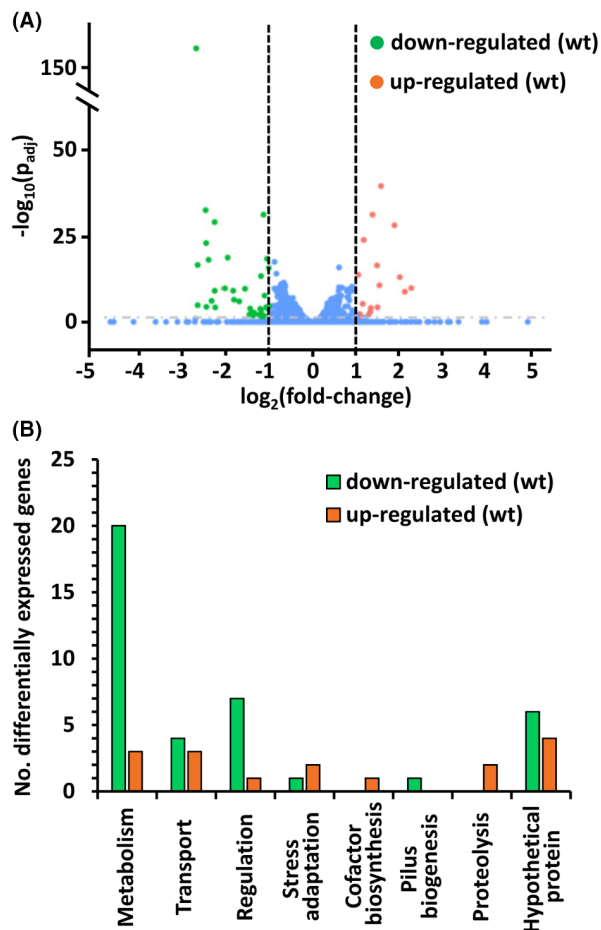 (A)
down-regulated (wt)
up-regulated (wt)
150
50
25
0
-log10(padj)
-5 -4 -3 -2 -1 0 1 2 3 4 5
log2(fold-change)
(B)
down-regulated (wt)
up-regulated (wt)
25
20
15
10
5
0
No. differentially expressed genes
Metabolism
Transport
Regulation
Stress
adaptation
Cofactor
biosynthesis
Pilus
biogenesis
Proteolysis
Hypothetical
protein